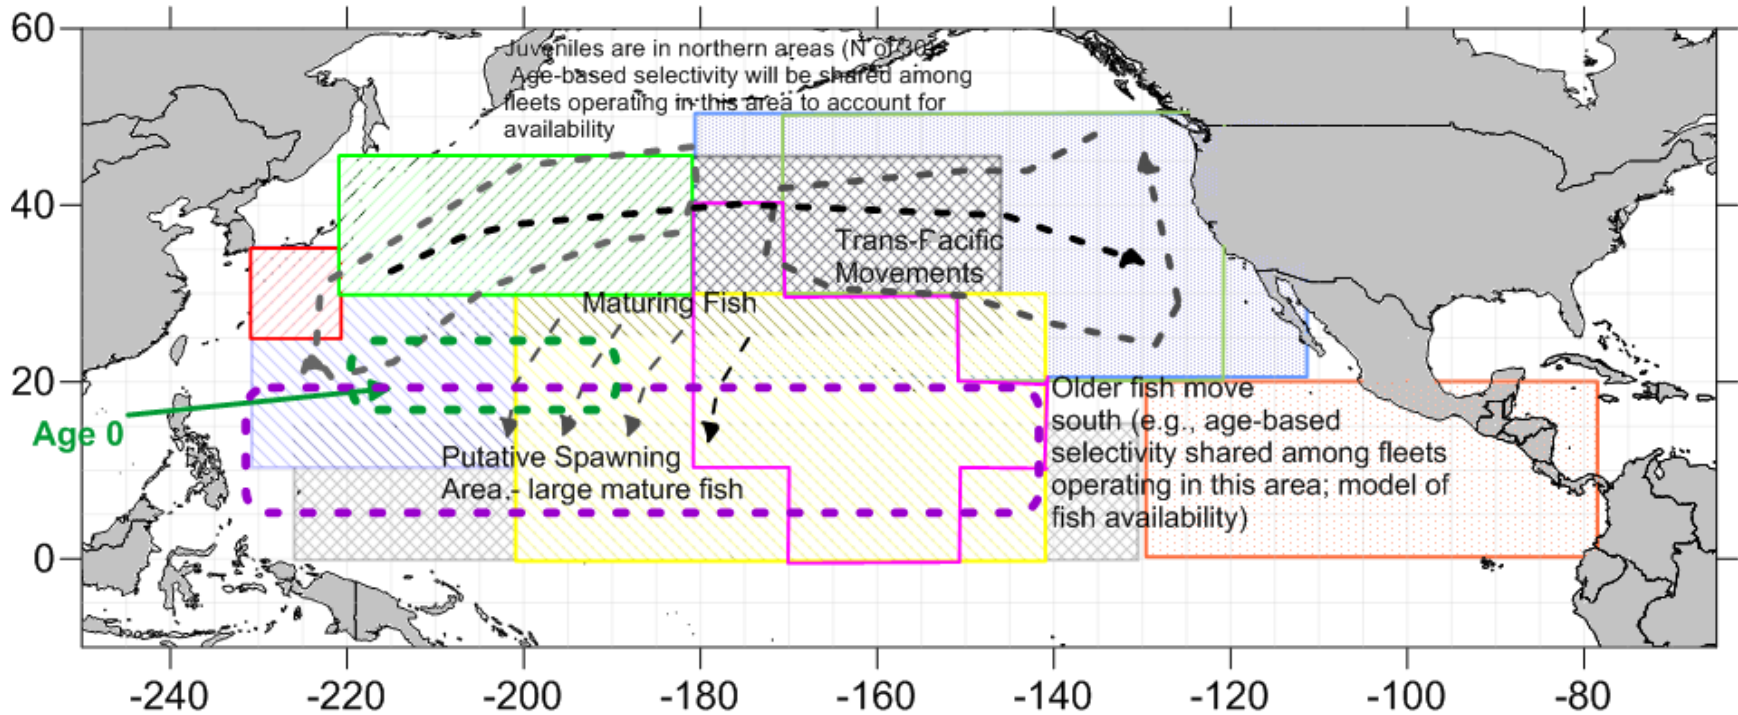 60
Juveniles are in northern areas (N of 30).
Age-based selectivity will be shared among
fleets operating in this area to account for
availability
40
Trans-Pacific
Movements
Maturing Fish
20
Age 0
Older fish move
south (e.g., age-based
selectivity shared among fleets
operating in this area; model of
fish availability)
Putative Spawning
Area.- large mature fish
0
-240 -220 -200 -180 -160 -140 -120 -100 -80